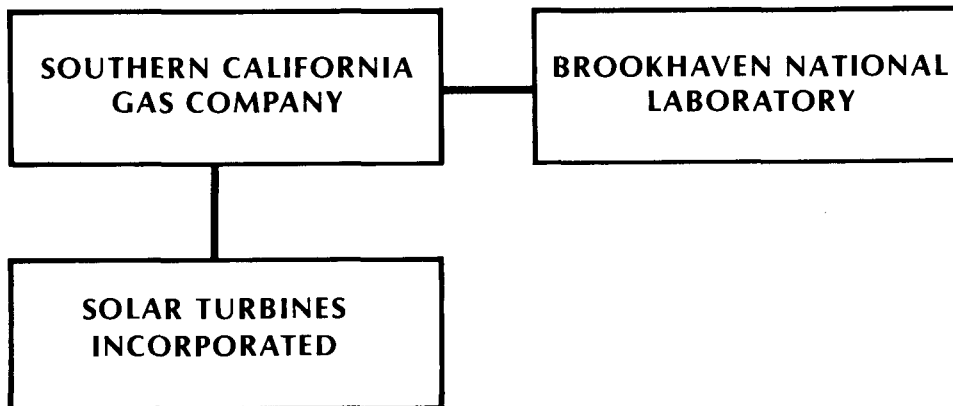 SOUTHERN CALIFORNIA
GAS COMPANY
BROOKHAVEN NATIONAL
LABORATORY
SOLAR TURBINES
INCORPORATED